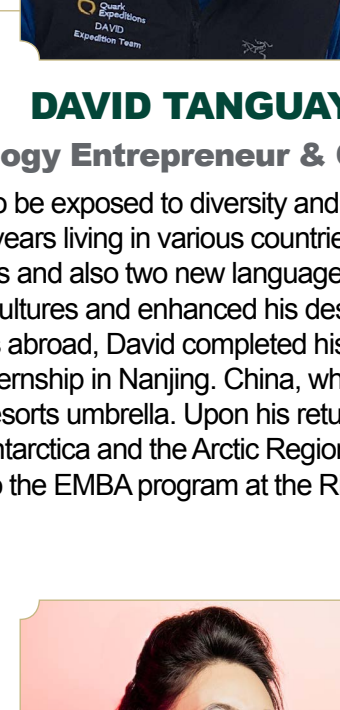 Quark
Expeditions
DAVID
Expedition Team
DAVID TANGUAY
ogy Entrepreneur &
be exposed to diversity and
years living in various countrie
s and also two new language
ultures and enhanced his des
abroad, David completed his
ernship in Nanjing. China, wh
esorts umbrella. Upon his retu
ntarctica and the Arctic Region
the EMBA program at the R